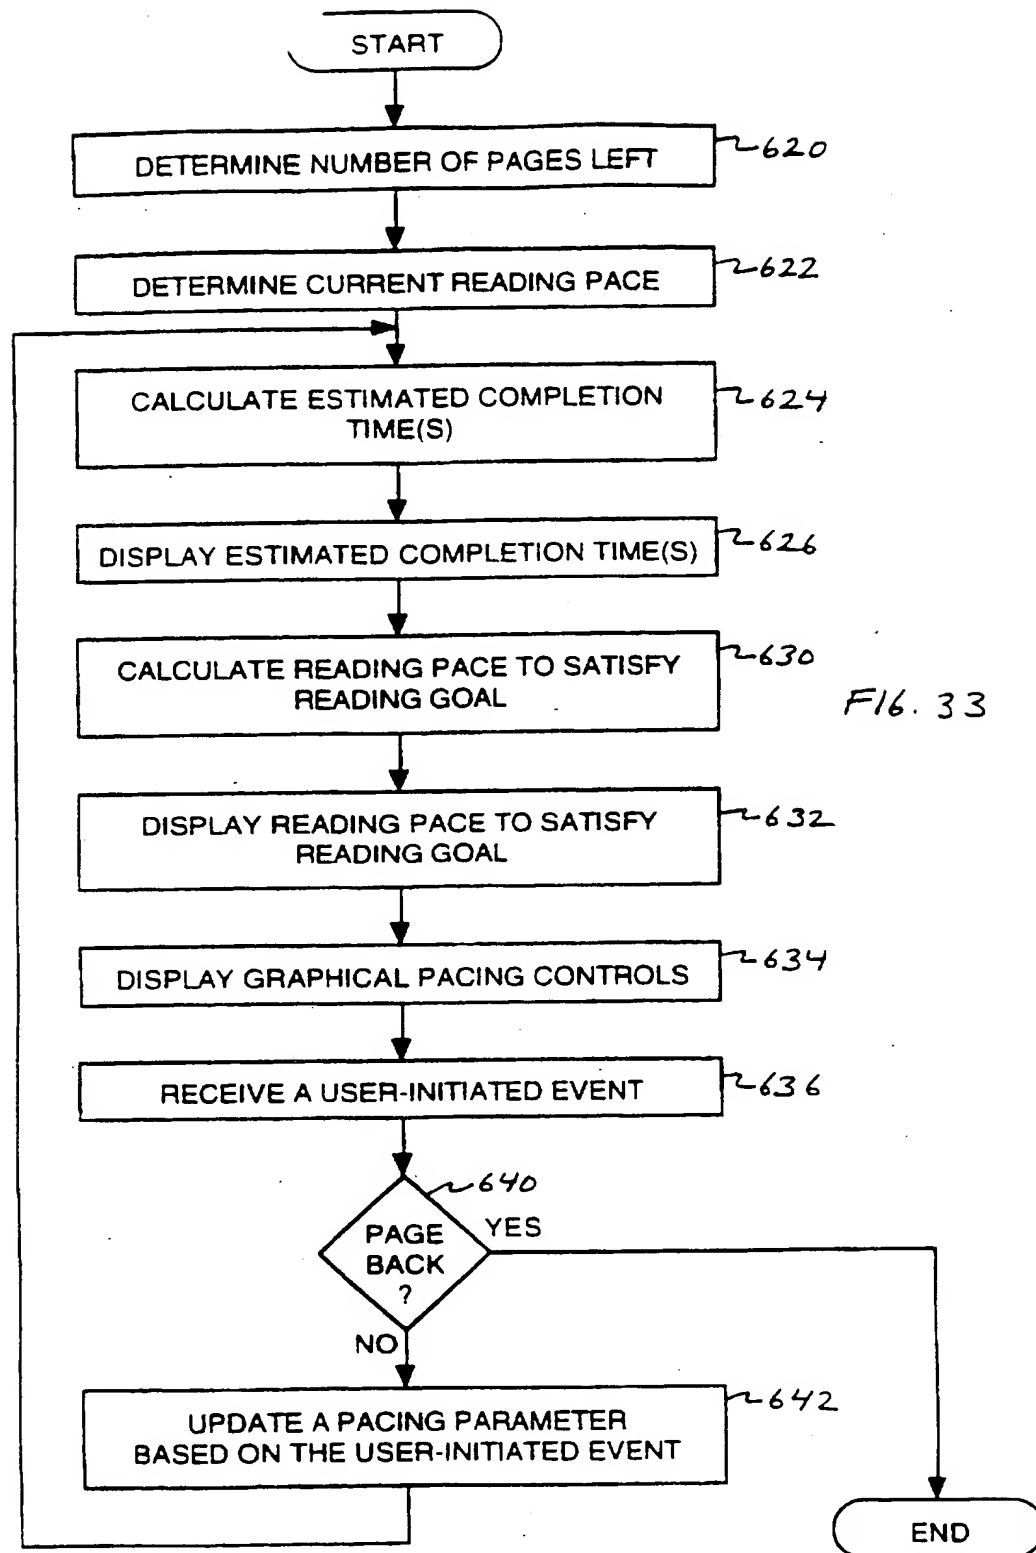 START
DETERMINE NUMBER OF PAGES LEFT
620
DETERMINE CURRENT READING PACE
622
CALCULATE ESTIMATED COMPLETION
TIME(S)
624
DISPLAY ESTIMATED COMPLETION TIME(S)
626
CALCULATE READING PACE TO SATISFY
READING GOAL
630
FIG. 33
DISPLAY READING PACE TO SATISFY
READING GOAL
632
DISPLAY GRAPHICAL PACING CONTROLS
634
RECEIVE A USER-INITIATED EVENT
636
640
PAGE
BACK
?
YES
NO
UPDATE A PACING PARAMETER
BASED ON THE USER-INITIATED EVENT
642
END